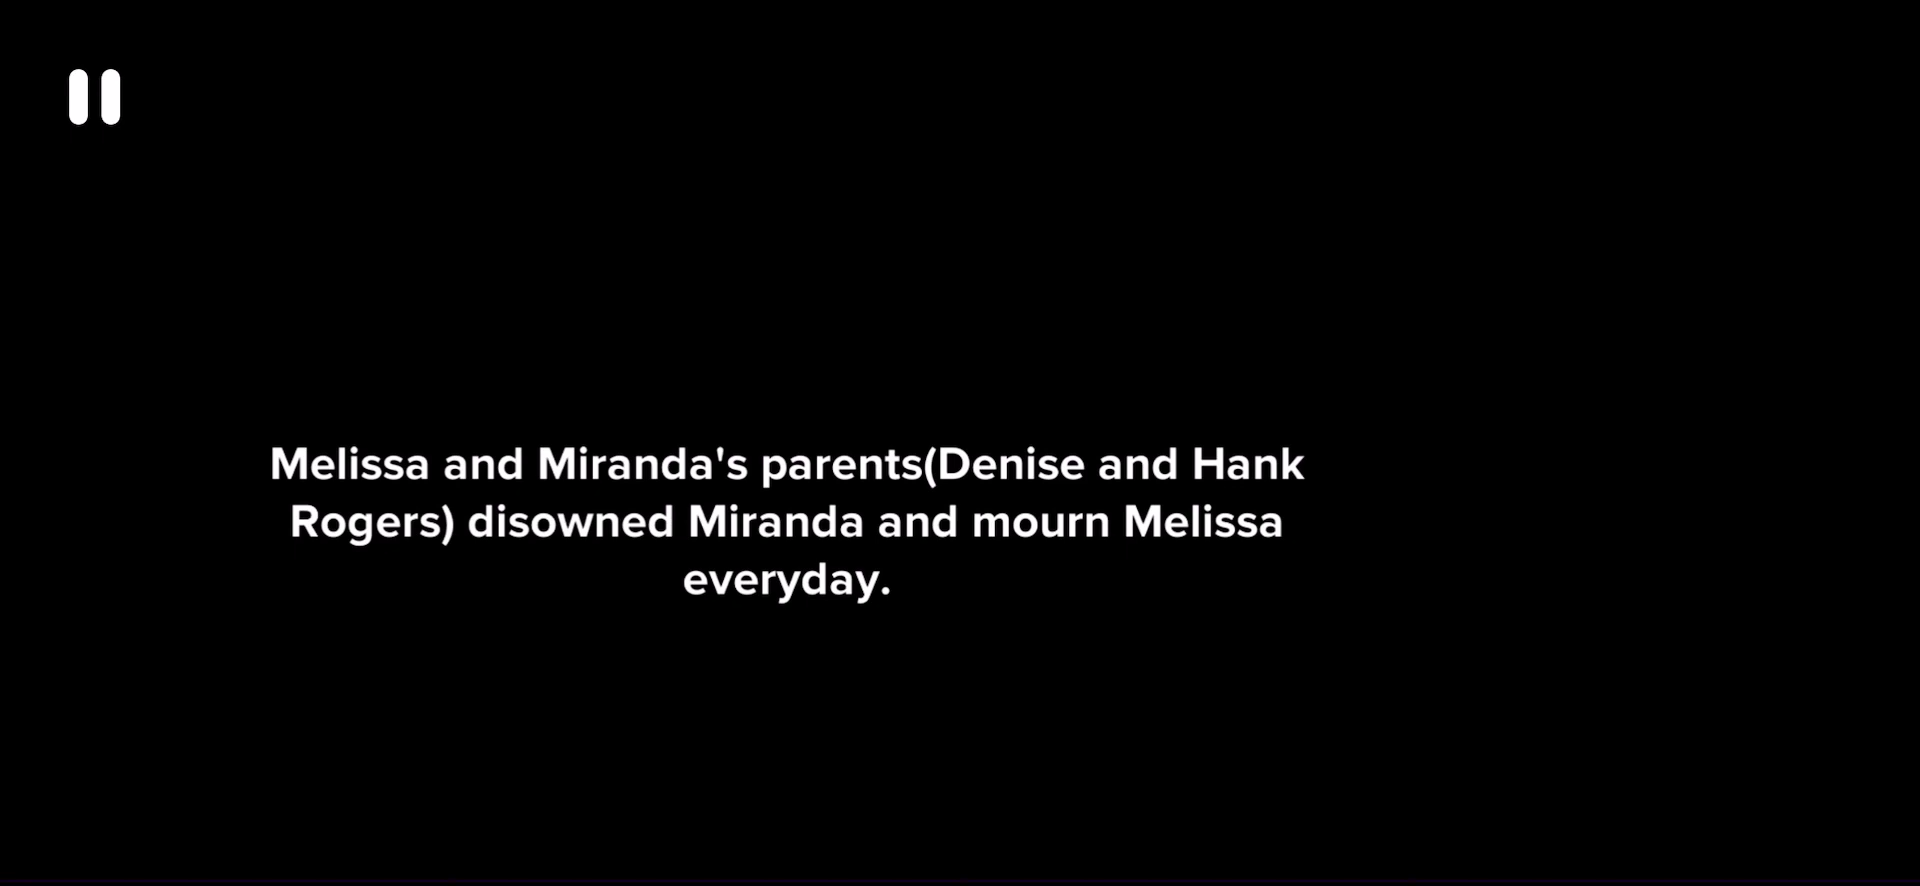 Melissa and Miranda's parents(Denise and Hank
Rogers) disowned Miranda and mourn Melissa
everyday.